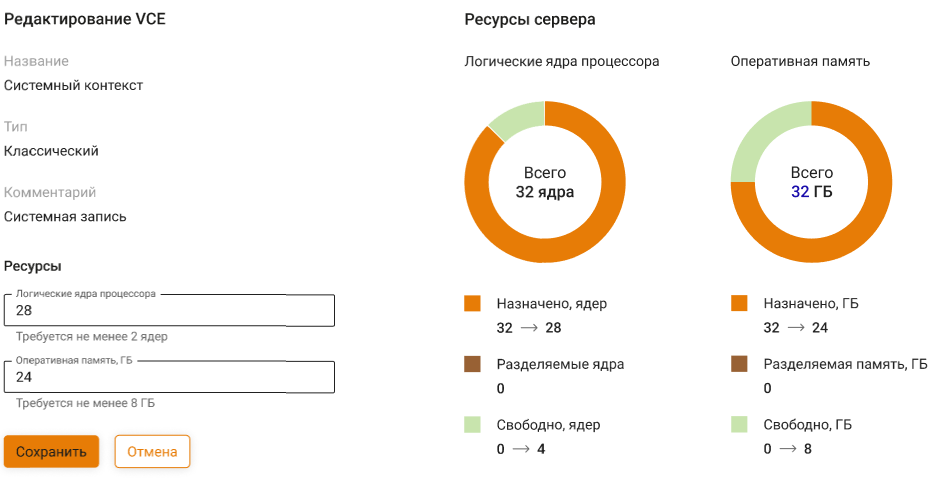 Редактирование VCE
Название
Системный контекст
Тип
Классический
Комментарий
Системная запись
Ресурсы
Логические ядра процессора
28
Требуется не менее 2 ядер
Оперативная память, ГБ
24
Требуется не менее 8 ГБ
Сохранить
Отмена
Ресурсы сервера
Логические ядра процессора
Всего
32 ядра
Назначено, ядер
32 → 28
Разделяемые ядра
0
Свободно, ядер
0 → 4
Оперативная память
Всего
32 ГБ
Назначено, ГБ
32 → 24
Разделяемая память, ГБ
0
Свободно, ГБ
0 → 8